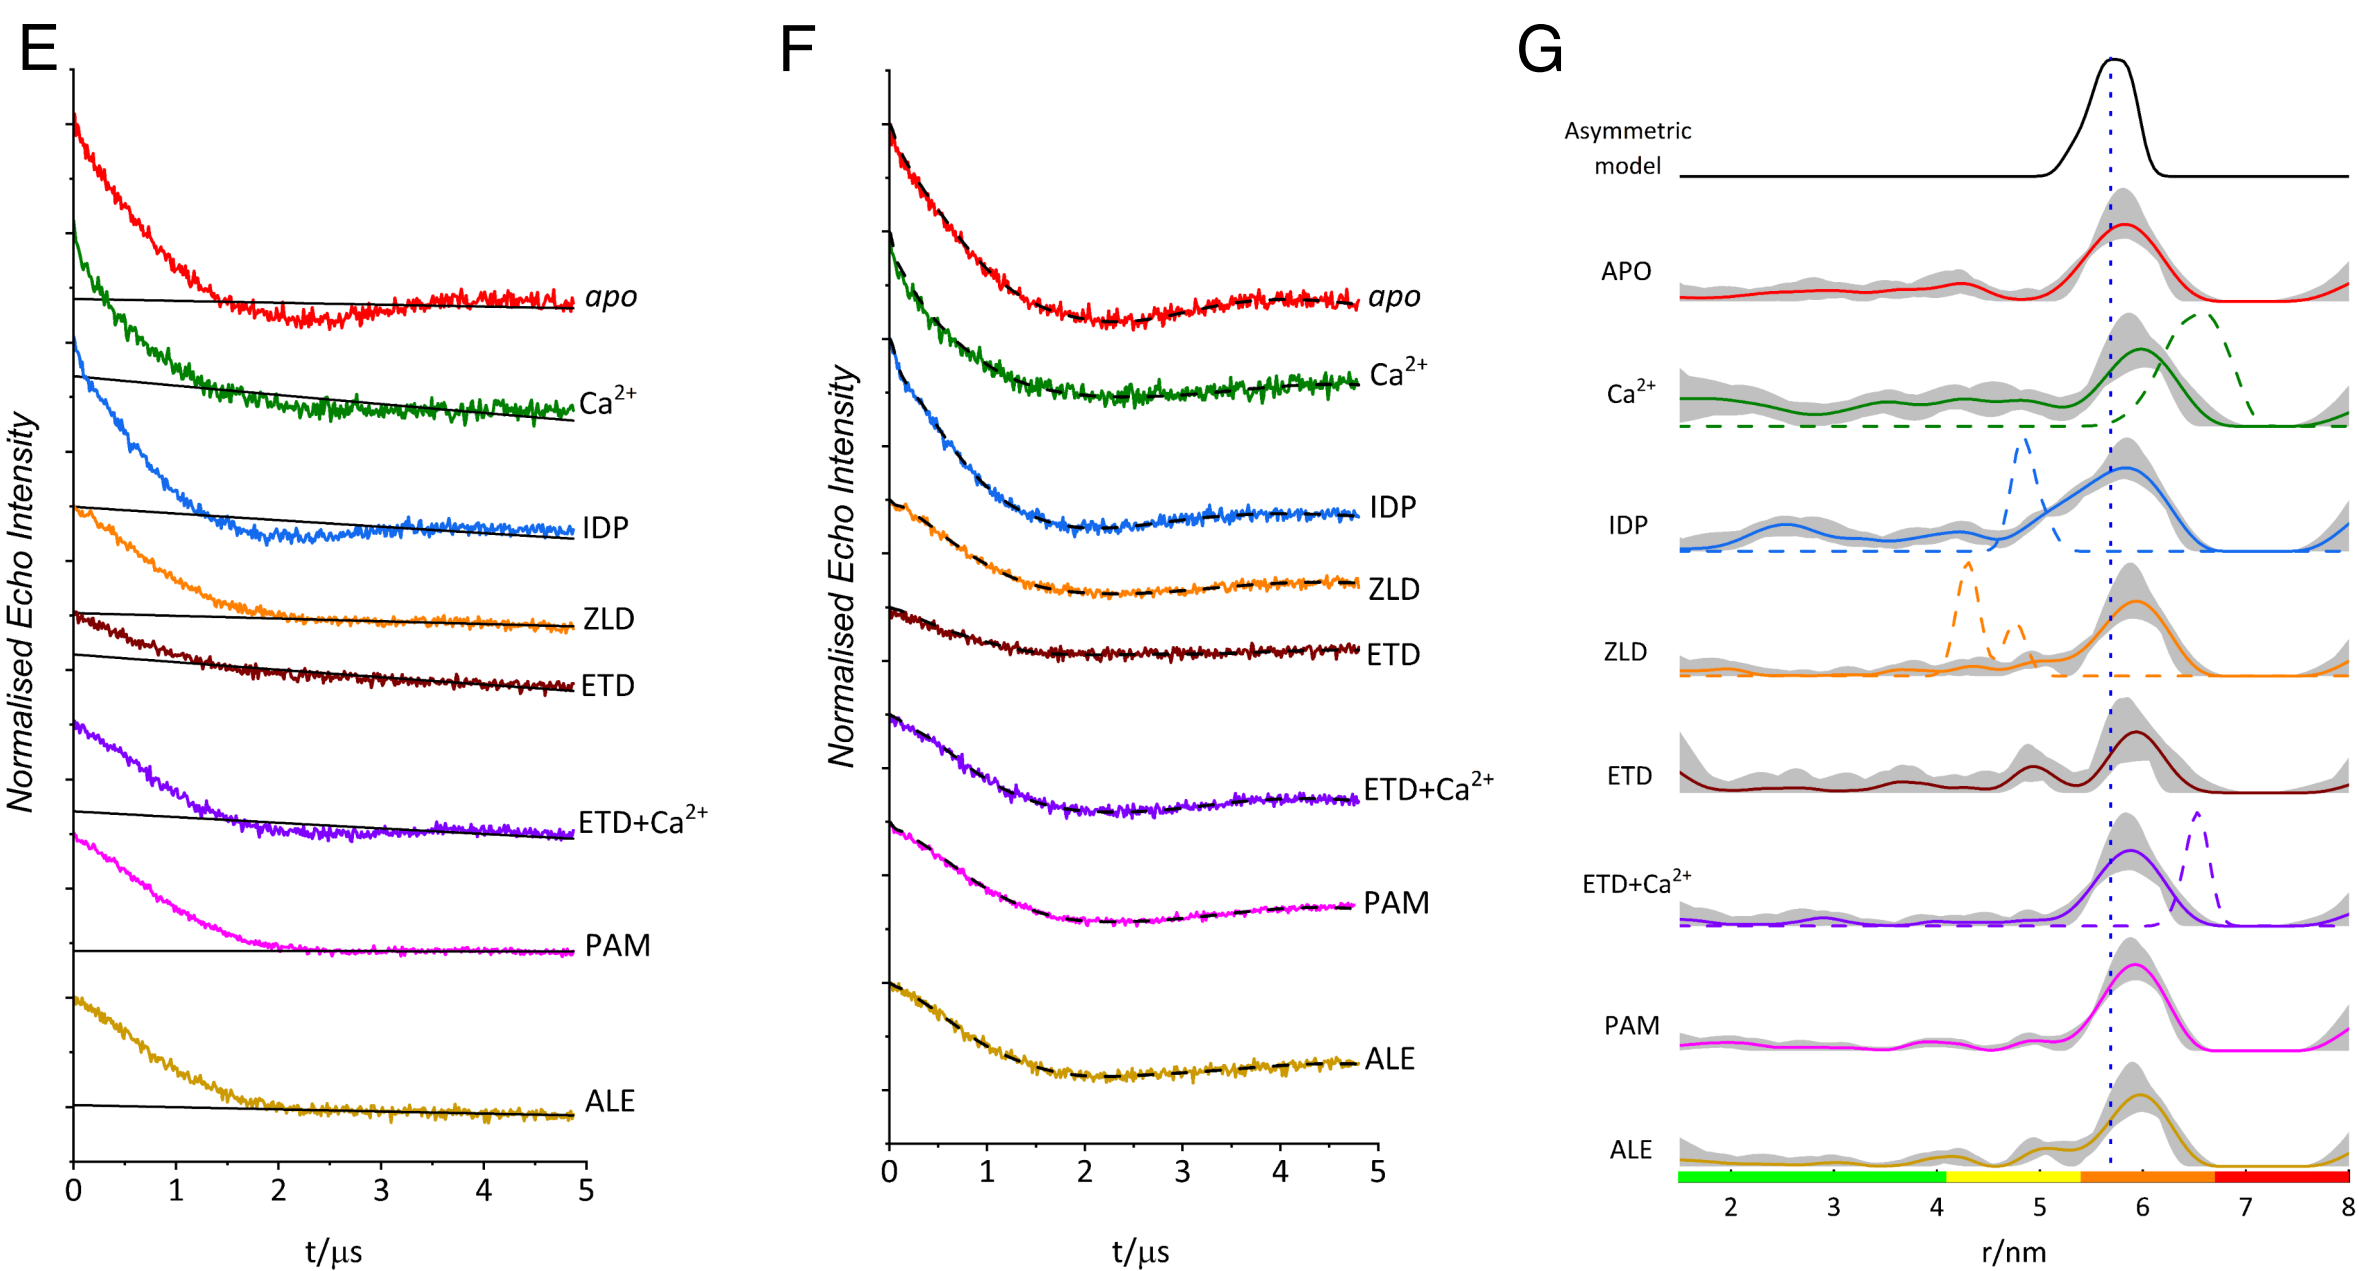 E
Normalised Echo Intensity
apo
Ca²⁺
IDP
ZLD
ETD
ETD+Ca²⁺
PAM
ALE
0 1 2 3 4 5
t/μs
F
Normalised Echo Intensity
apo
Ca²⁺
IDP
ZLD
ETD
ETD+Ca²⁺
PAM
ALE
0 1 2 3 4 5
t/μs
G
Asymmetric
model
APO
Ca²⁺
IDP
ZLD
ETD
ETD+Ca²⁺
PAM
ALE
2 3 4 5 6 7 8
r/nm